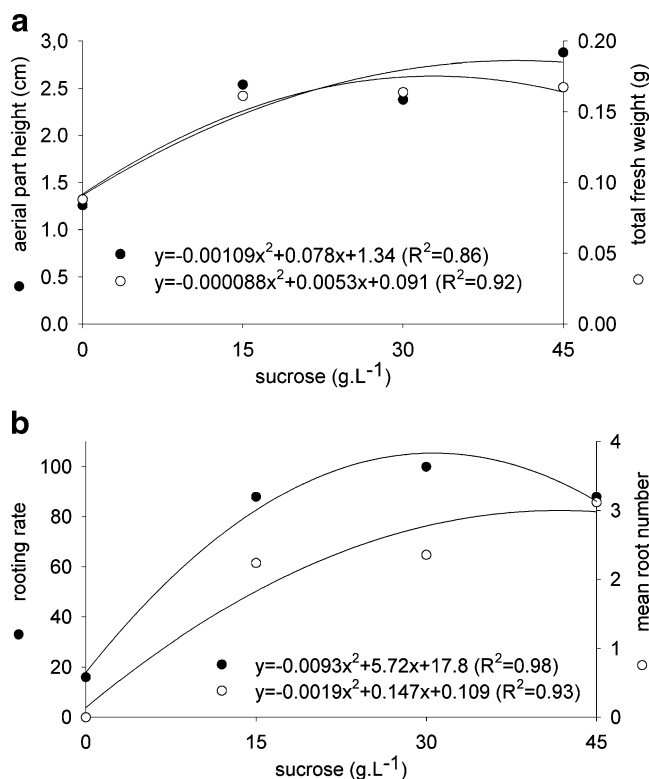 a
3,0
2.5
2.0
1.5
1.0
0.5
0.0
aerial part height (cm)
0.20
0.15
0.10
0.05
0.00
total fresh weight (g)
y=-0.00109x²+0.078x+1.34 (R²=0.86)
y=-0.000088x²+0.0053x+0.091 (R²=0.92)
0 15 30 45
sucrose (g.L⁻¹)
b
100
80
60
40
20
0
rooting rate
4
3
2
1
0
mean root number
y=-0.0093x²+5.72x+17.8 (R²=0.98)
y=-0.0019x²+0.147x+0.109 (R²=0.93)
0 15 30 45
sucrose (g.L⁻¹)